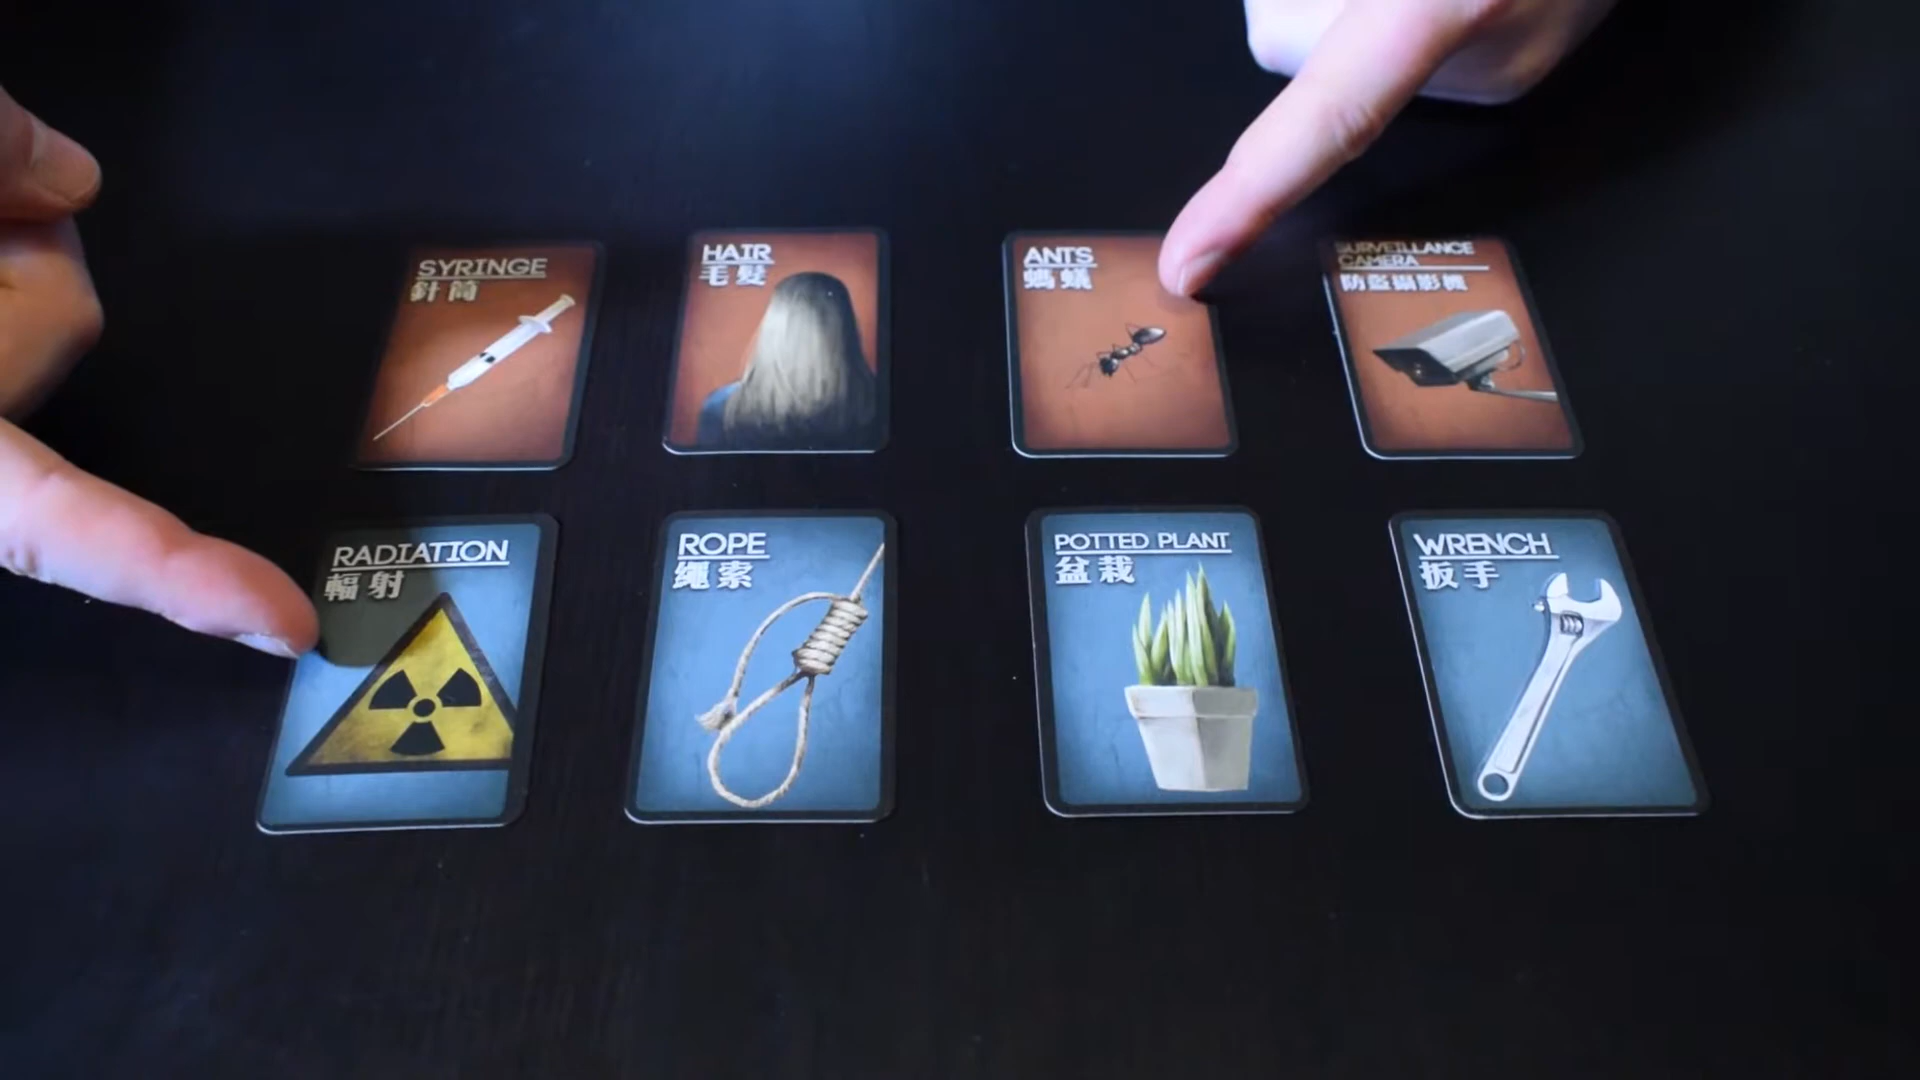 SYRINGE
針筒
HAIR
毛髮
ANTS
螞蟻
SURVEILLANCE
CAMERA
防盜攝影機
RADIATION
輻射
ROPE
繩索
POTTED PLANT
盆栽
WRENCH
扳手